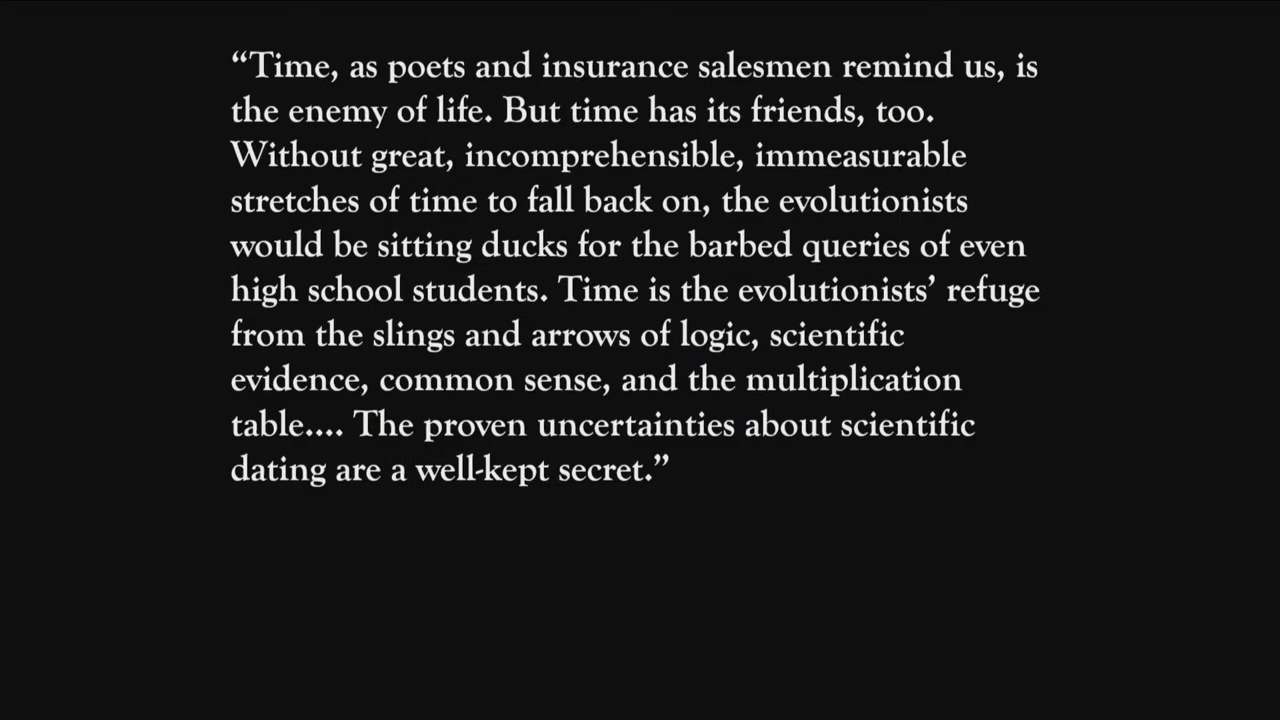 “Time, as poets and insurance salesmen remind us, is
the enemy of life. But time has its friends, too.
Without great, incomprehensible, immeasurable
stretches of time to fall back on, the evolutionists
would be sitting ducks for the barbed queries of even
high school students. Time is the evolutionists’ refuge
from the slings and arrows of logic, scientific
evidence, common sense, and the multiplication
table.... The proven uncertainties about scientific
dating are a well-kept secret.”